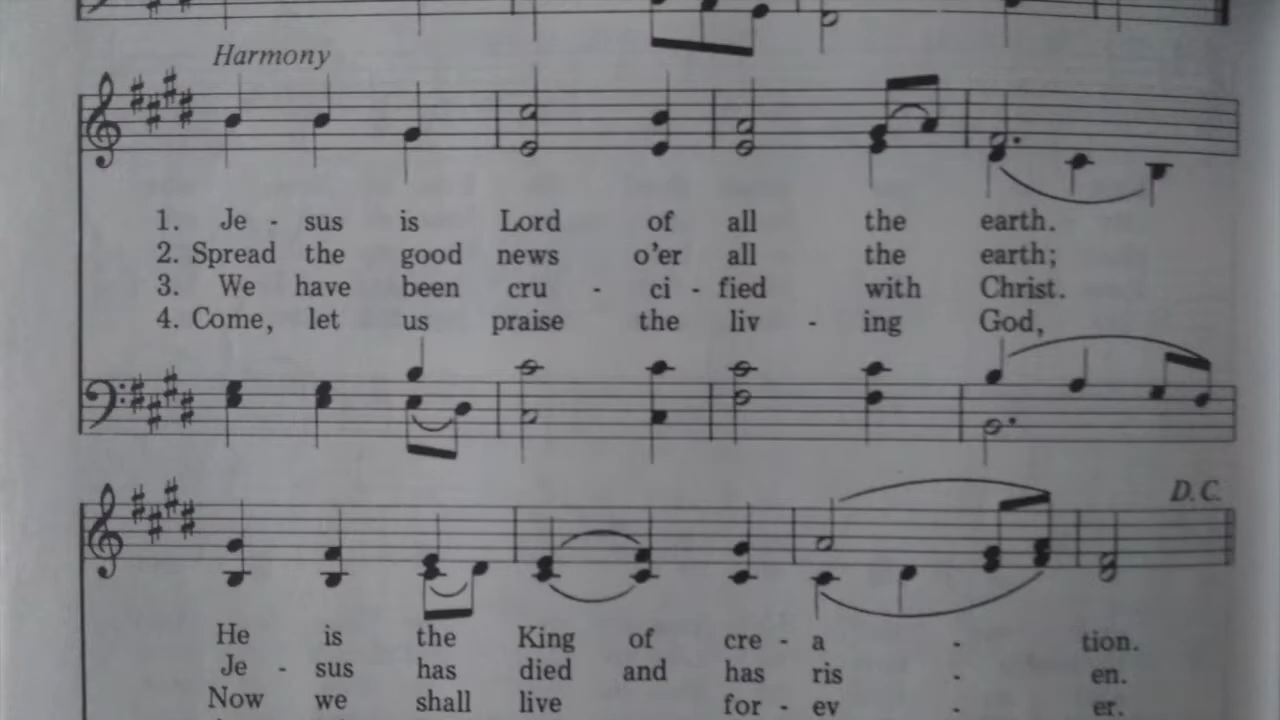 Harmony
1. Je - sus is Lord of all the earth.
2. Spread the good news o'er all the earth;
3. We have been cru - ci - fied with Christ.
4. Come, let us praise the liv - ing God,
D.C.
He is the King of cre - a - tion.
Je - sus has died and has ris - en.
Now we shall live for - ev - er.